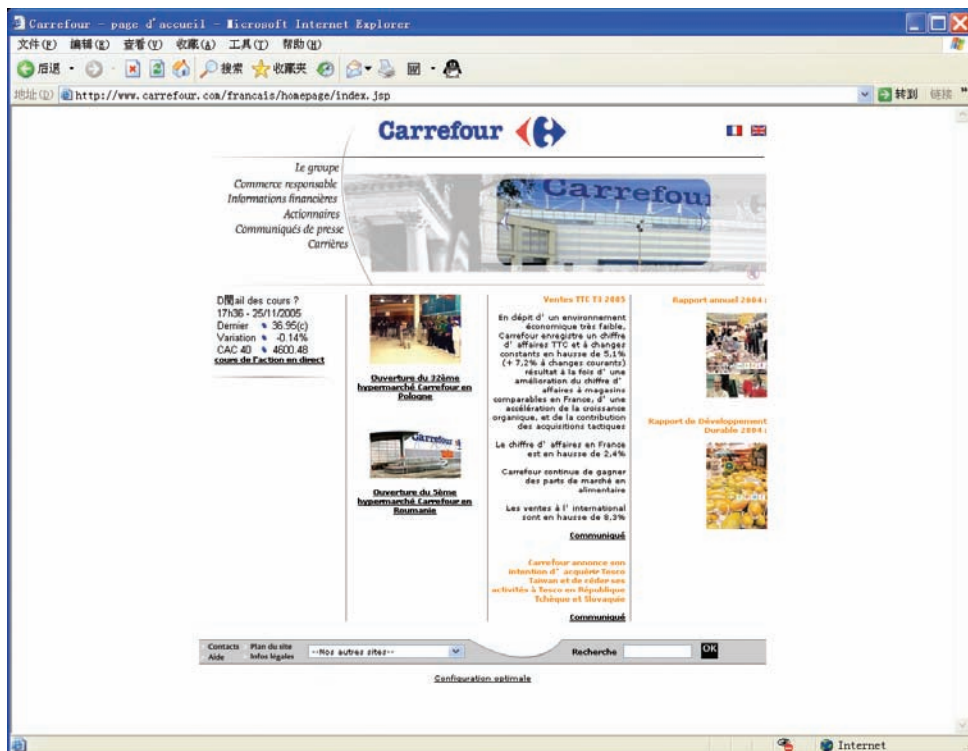 Carrefour - page d'accueil - Microsoft Internet Explorer
文件(F) 编辑(E) 查看(V) 收藏(A) 工具(T) 帮助(H)
后退 搜索 收藏夹
地址(D) http://www.carrefour.com/francais/homepage/index.jsp 转到 链接 »
Carrefour
Le groupe
Commerce responsable
Informations financières
Actionnaires
Communiqués de presse
Carrières
Carrefour
D閠ail des cours ?
17h36 - 25/11/2005
Dernier 36.95(c)
Variation -0.14%
CAC 40 4600.48
cours de l'action en direct
Ouverture du 32ème
hypermarché Carrefour en
Pologne
Carrefour
Ouverture du 5ème
hypermarché Carrefour en
Roumanie
Ventes TTC T3 2005
En dépit d' un environnement
économique très faible,
Carrefour enregistre un chiffre
d' affaires TTC et à changes
constants en hausse de 5,1%
(+ 7,2% à changes courants)
résultat à la fois d' une
amélioration du chiffre d'
affaires à magasins
comparables en France, d' une
accélération de la croissance
organique, et de la contribution
des acquisitions tactiques
Le chiffre d' affaires en France
est en hausse de 2,4%
Carrefour continue de gagner
des parts de marché en
alimentaire
Les ventes à l' international
sont en hausse de 8,3%
Communiqué
Carrefour annonce son
intention d' acquérir Tesco
Taiwan et de céder ses
activités à Tesco en République
Tchèque et Slovaquie
Communiqué
Rapport annuel 2004 :
Rapport de Développement
Durable 2004 :
Contacts Plan du site
Aide Infos légales
--Nos autres sites--
Recherche OK
Configuration optimale
Internet